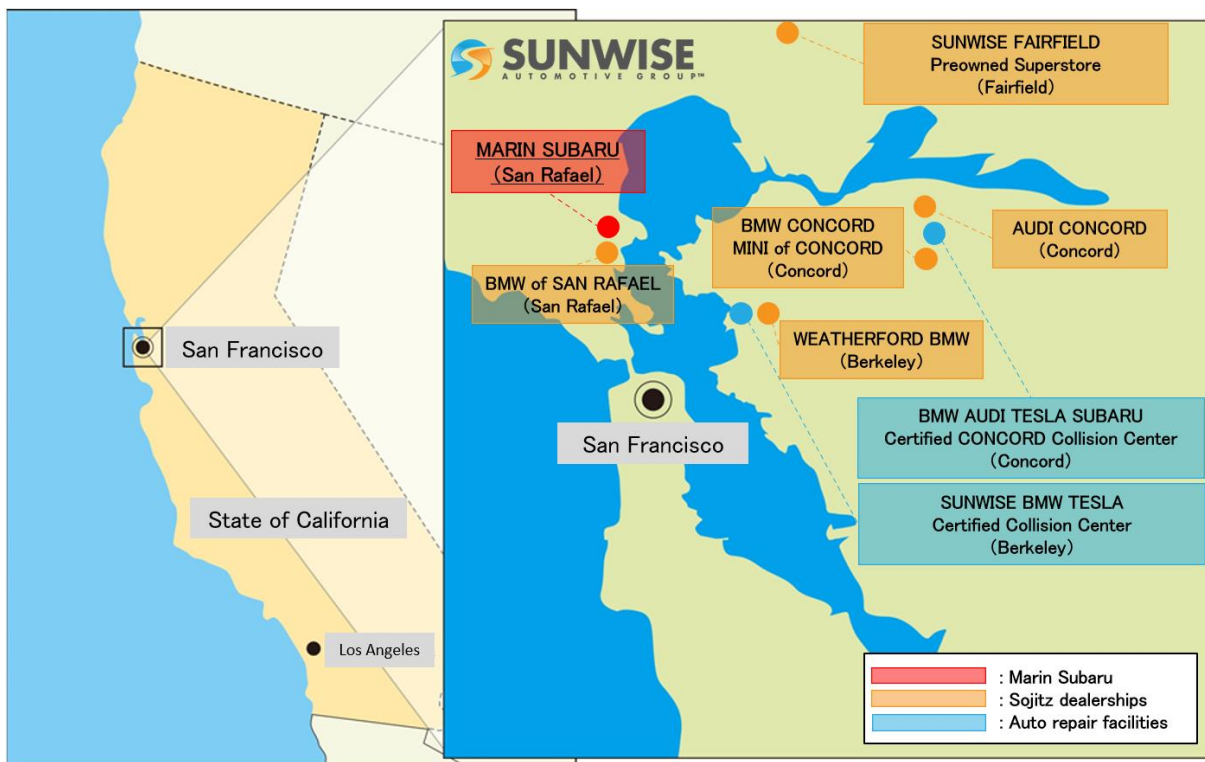 SUNWISE
AUTOMOTIVE GROUP™
SUNWISE FAIRFIELD
Preowned Superstore
(Fairfield)
MARIN SUBARU
(San Rafael)
BMW CONCORD
MINI of CONCORD
(Concord)
AUDI CONCORD
(Concord)
BMW of SAN RAFAEL
(San Rafael)
WEATHERFORD BMW
(Berkeley)
San Francisco
San Francisco
BMW AUDI TESLA SUBARU
Certified CONCORD Collision Center
(Concord)
SUNWISE BMW TESLA
Certified Collision Center
(Berkeley)
State of California
Los Angeles
: Marin Subaru
: Sojitz dealerships
: Auto repair facilities